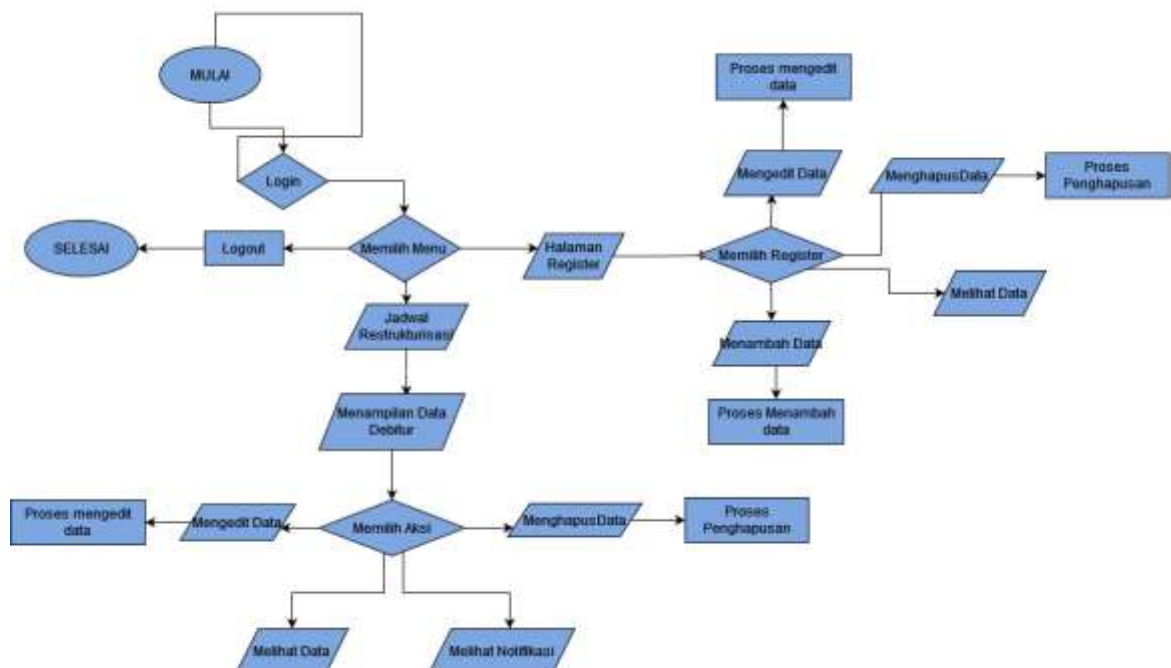 MULAI
Proses mengedit
data
Login
Mengedit Data
MenghapusData
Proses
Penghapusan
SELESAI
Logout
Memilih Menu
Halaman
Register
Memilih Register
Melihat Data
Jadwal
Restrukturisasi
Menambah Data
Menampilan Data
Debitur
Proses Menambah
data
Proses mengedit
data
Mengedit Data
Memilih Aksi
MenghapusData
Proses
Penghapusan
Melihat Data
Melihat Notifikasi